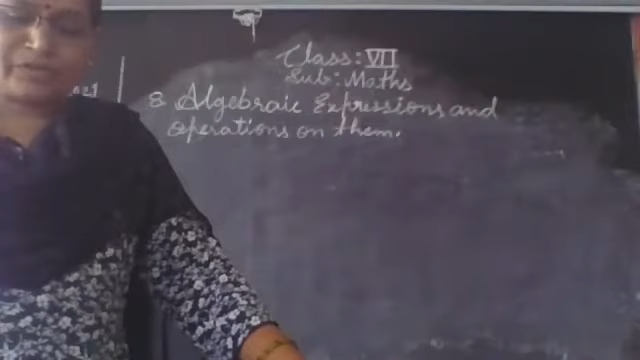 Class: VII
Sub: Maths
8 Algebraic Expressions and
operations on them.